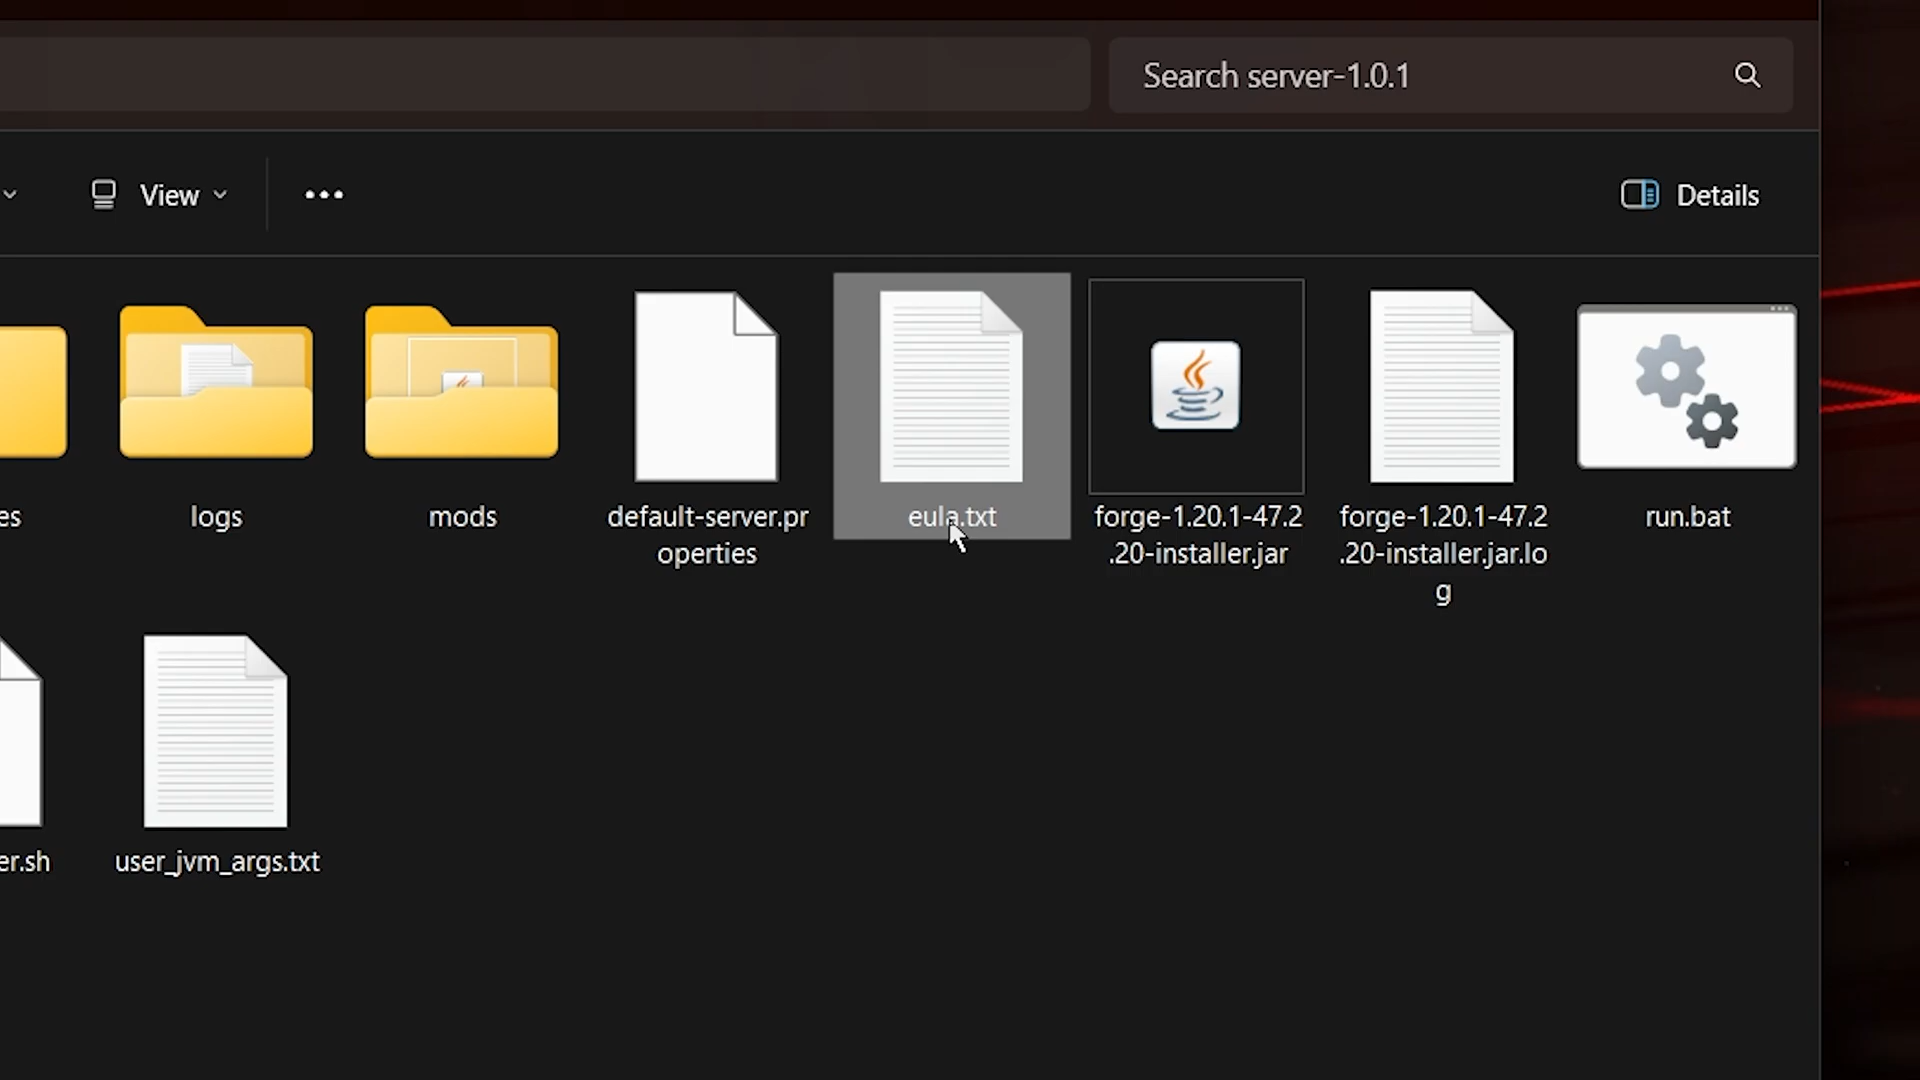 Search server-1.0.1
View
Details
es
logs
mods
default-server.pr
operties
eula.txt
forge-1.20.1-47.2
.20-installer.jar
forge-1.20.1-47.2
.20-installer.jar.lo
g
run.bat
er.sh
user_jvm_args.txt